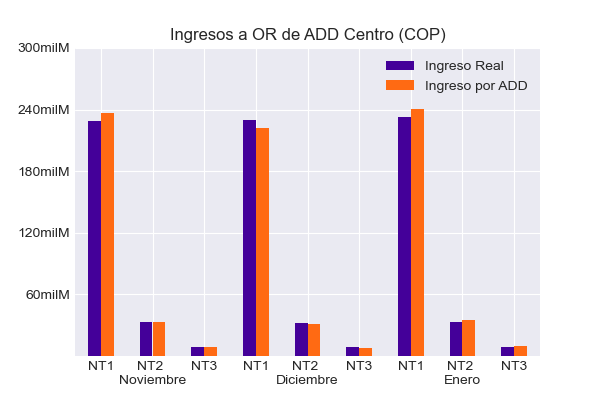 Ingresos a OR de ADD Centro (COP)
300milM
240milM
180milM
120milM
60milM
Ingreso Real
Ingreso por ADD
NT1 NT2 NT3 NT1 NT2 NT3 NT1 NT2 NT3
Noviembre Diciembre Enero